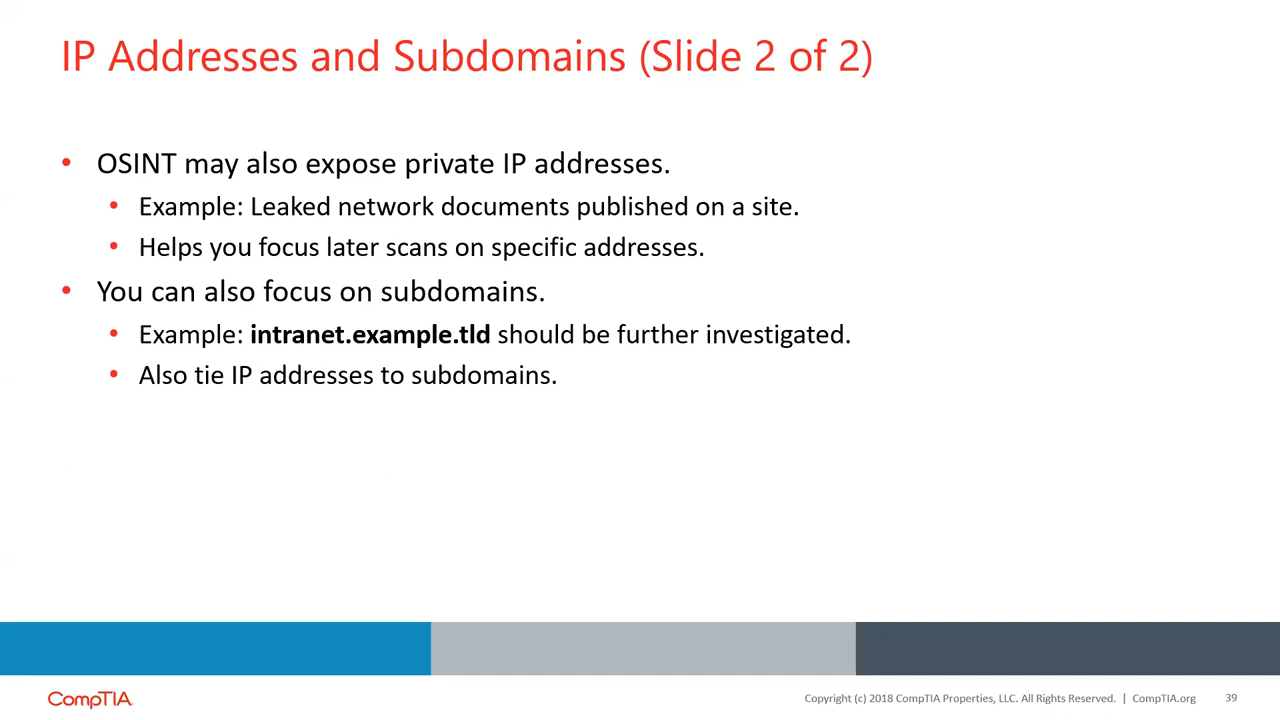 IP Addresses and Subdomains (Slide 2 of 2)
• OSINT may also expose private IP addresses.
• Example: Leaked network documents published on a site.
• Helps you focus later scans on specific addresses.
• You can also focus on subdomains.
• Example: intranet.example.tld should be further investigated.
• Also tie IP addresses to subdomains.
CompTIA.
Copyright (c) 2018 CompTIA Properties, LLC. All Rights Reserved. | CompTIA.org 39